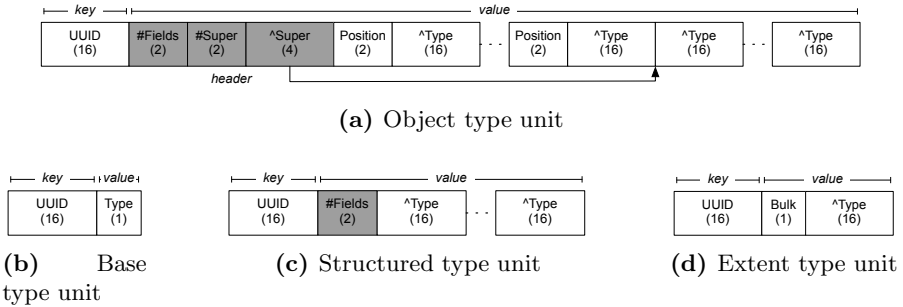 key value
UUID #Fields #Super ^Super Position ^Type ^Type . . . Position ^Type ^Type . . . ^Type
(16) (2) (2) (4) (2) (16) (2) (16) (16) (16)
header
(a) Object type unit
key value key value key value
UUID Type UUID #Fields ^Type . . . ^Type UUID Bulk ^Type
(16) (1) (16) (2) (16) (16) (16) (1) (16)
(b) Base (c) Structured type unit (d) Extent type unit
type unit